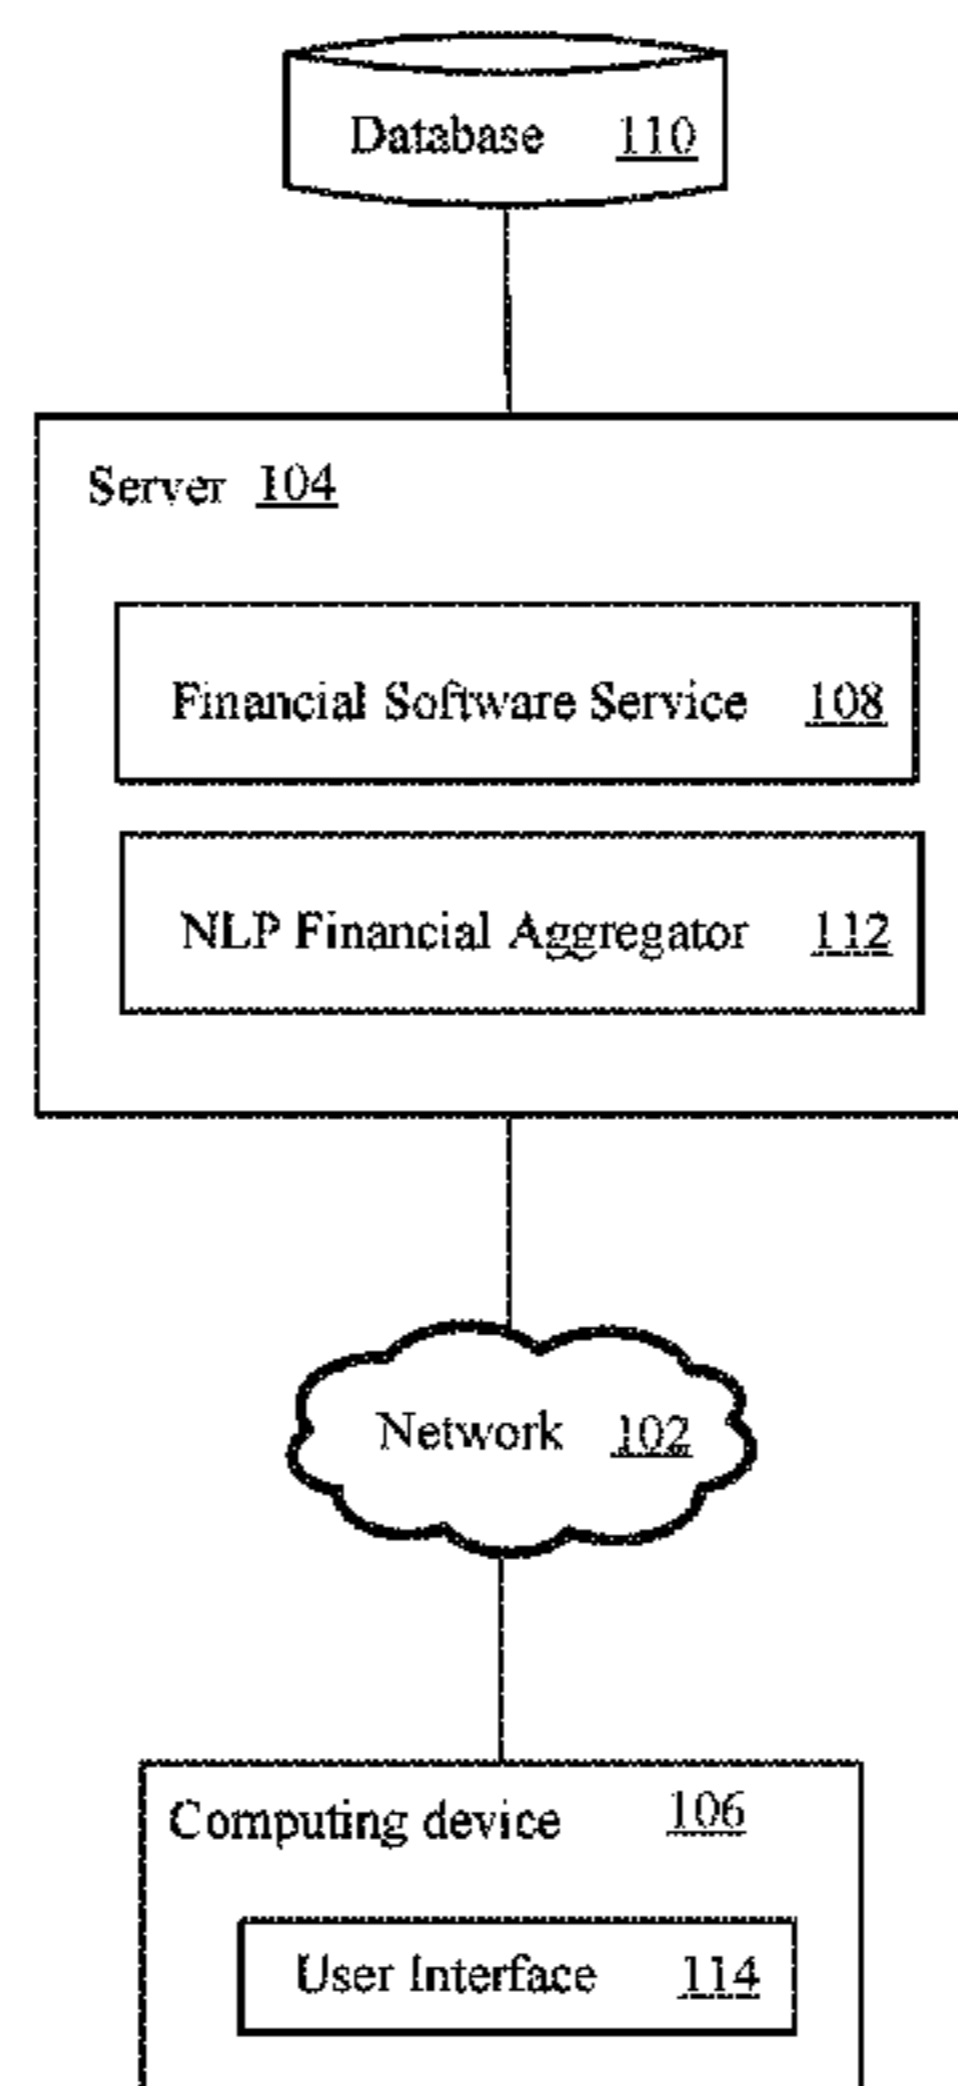 Database 110
Server 104
Financial Software Service 108
NLP Financial Aggregator 112
Network 102
Computing device 106
User Interface 114